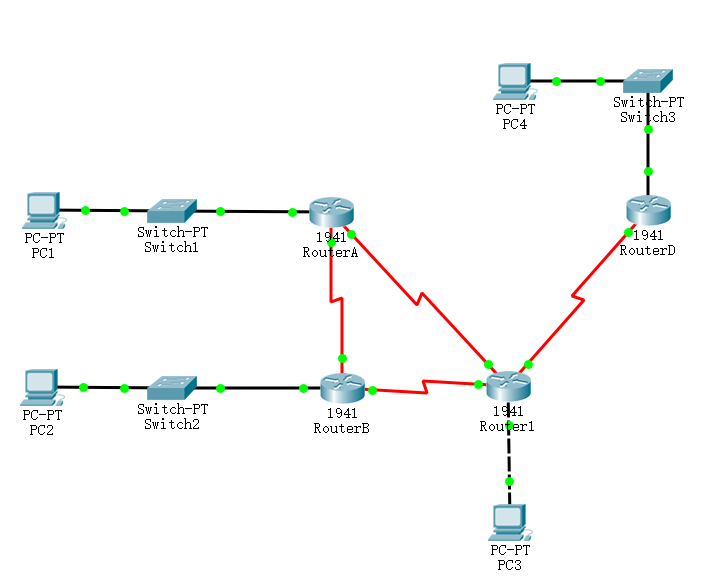 PC-PT
PC4
Switch-PT
Switch3
PC-PT
PC1
Switch-PT
Switch1
1941
RouterA
1941
RouterD
PC-PT
PC2
Switch-PT
Switch2
1941
RouterB
1941
Router1
PC-PT
PC3